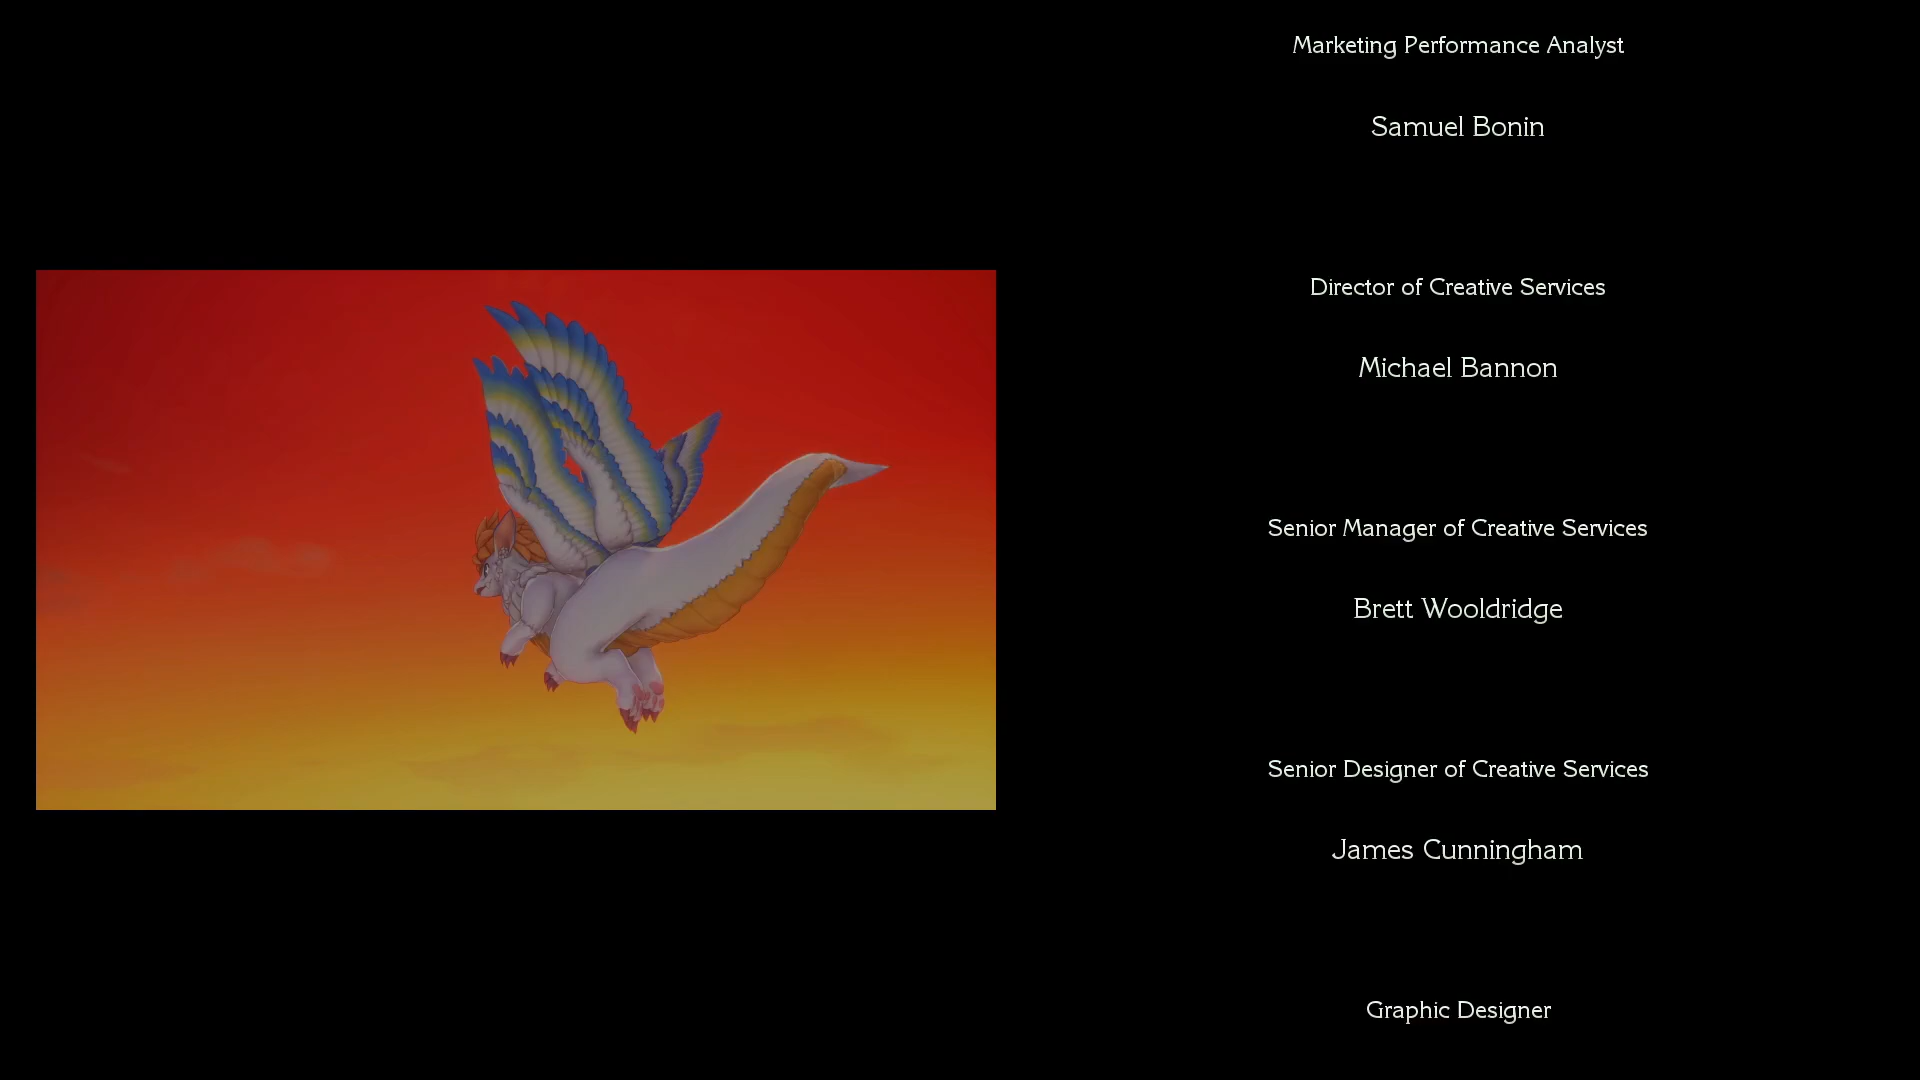 Marketing Performance Analyst
Samuel Bonin
Director of Creative Services
Michael Bannon
Senior Manager of Creative Services
Brett Wooldridge
Senior Designer of Creative Services
James Cunningham
Graphic Designer